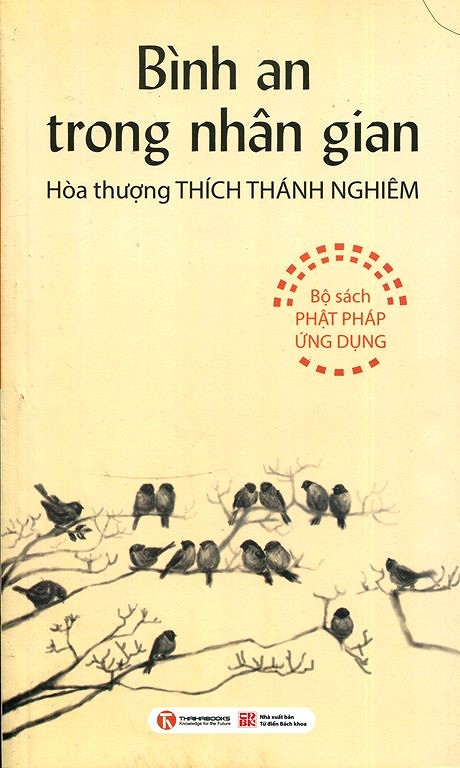 Bình an
trong nhân gian
Hòa thượng THÍCH THÁNH NGHIÊM
Bộ sách
PHẬT PHÁP
ỨNG DỤNG
THAIHABOOKS
Knowledge for the Future
Nhà xuất bản
Từ điển Bách khoa